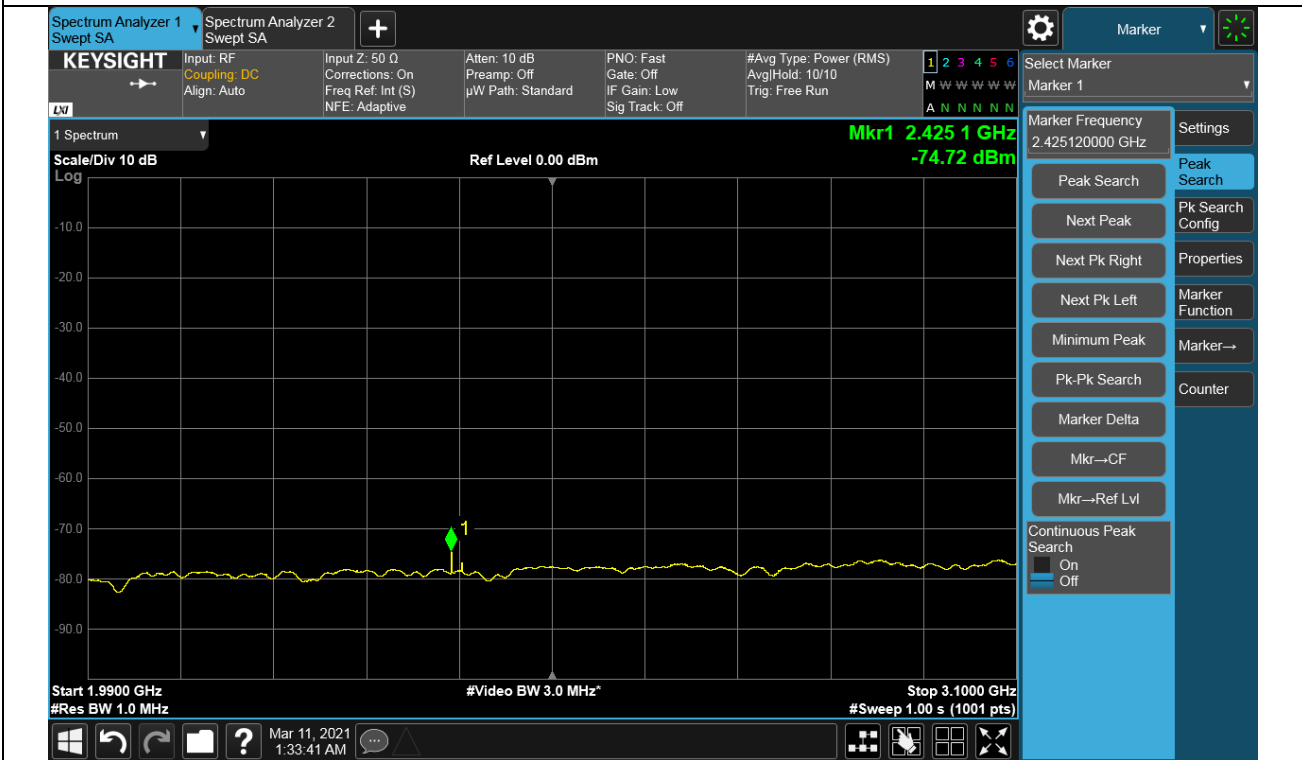 Spectrum Analyzer 1
Swept SA
Spectrum Analyzer 2
Swept SA
Marker
KEYSIGHT
LXI
Input: RF
Coupling: DC
Align: Auto
Input Z: 50 Ω
Corrections: On
Freq Ref: Int (S)
NFE: Adaptive
Atten: 10 dB
Preamp: Off
µW Path: Standard
PNO: Fast
Gate: Off
IF Gain: Low
Sig Track: Off
#Avg Type: Power (RMS)
Avg|Hold: 10/10
Trig: Free Run
1 2 3 4 5 6
M W W W W W
A N N N N N
Select Marker
Marker 1
1 Spectrum
Scale/Div 10 dB
Log
Ref Level 0.00 dBm
Mkr1 2.425 1 GHz
-74.72 dBm
-10.0
-20.0
-30.0
-40.0
-50.0
-60.0
-70.0
-80.0
-90.0
1
Start 1.9900 GHz
#Res BW 1.0 MHz
#Video BW 3.0 MHz*
Stop 3.1000 GHz
#Sweep 1.00 s (1001 pts)
Marker Frequency
2.425120000 GHz
Peak Search
Next Peak
Next Pk Right
Next Pk Left
Minimum Peak
Pk-Pk Search
Marker Delta
Mkr→CF
Mkr→Ref Lvl
Continuous Peak
Search
On
Off
Settings
Peak
Search
Pk Search
Config
Properties
Marker
Function
Marker→
Counter
?
Mar 11, 2021
1:33:41 AM